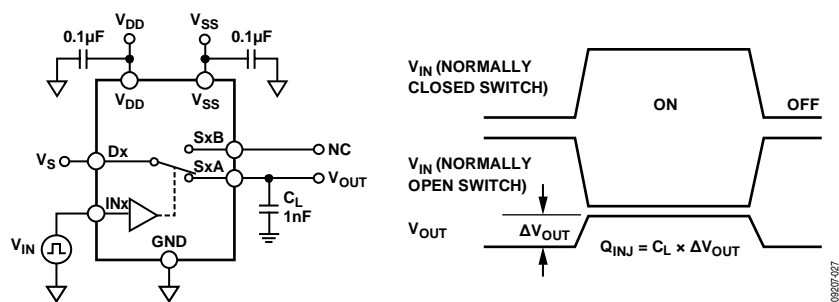 VDD
VSS
0.1µF
0.1µF
VDD
VSS
SxB
NC
VS
Dx
SxA
VOUT
INx
CL
1nF
VIN
GND
VIN (NORMALLY
CLOSED SWITCH)
ON
OFF
VIN (NORMALLY
OPEN SWITCH)
VOUT
ΔVOUT
QINJ = CL × ΔVOUT
09207-027